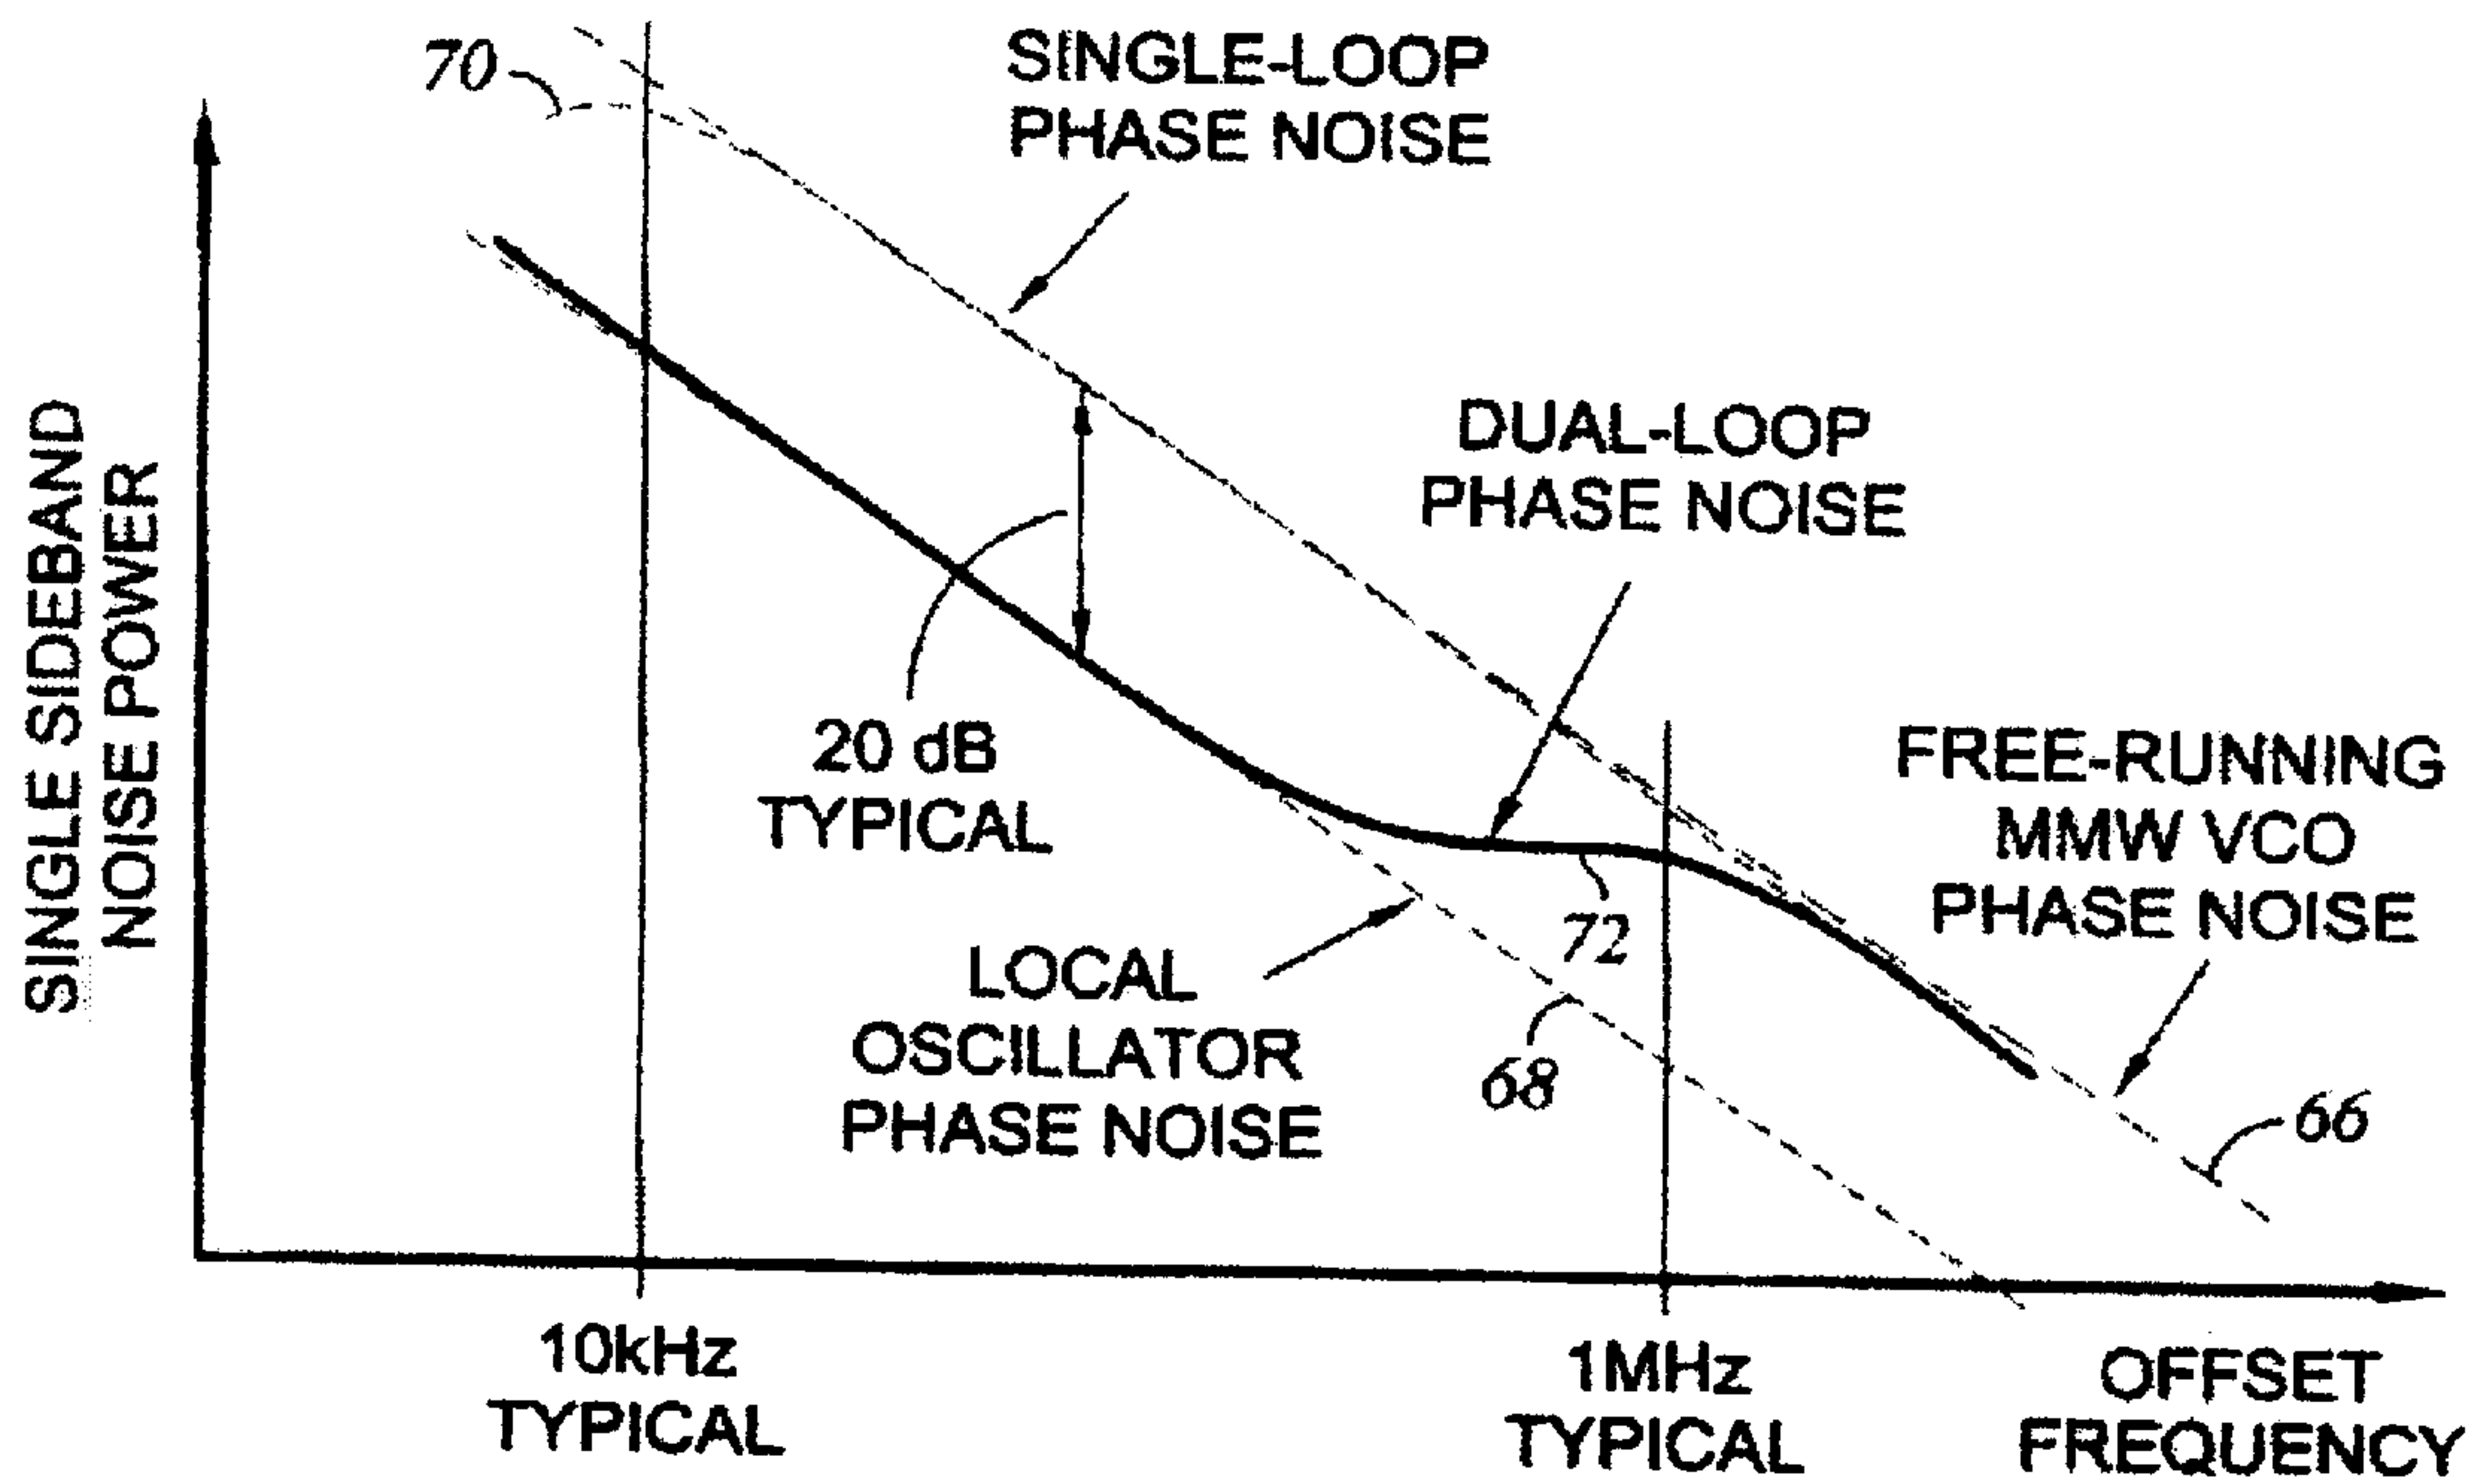 70
SINGLE-LOOP
PHASE NOISE
DUAL-LOOP
PHASE NOISE
SINGLE SIDEBAND
NOISE POWER
20 dB
TYPICAL
FREE-RUNNING
MMW VCO
PHASE NOISE
72
LOCAL
OSCILLATOR
PHASE NOISE
68
66
10kHz
TYPICAL
1MHz
TYPICAL
OFFSET
FREQUENCY